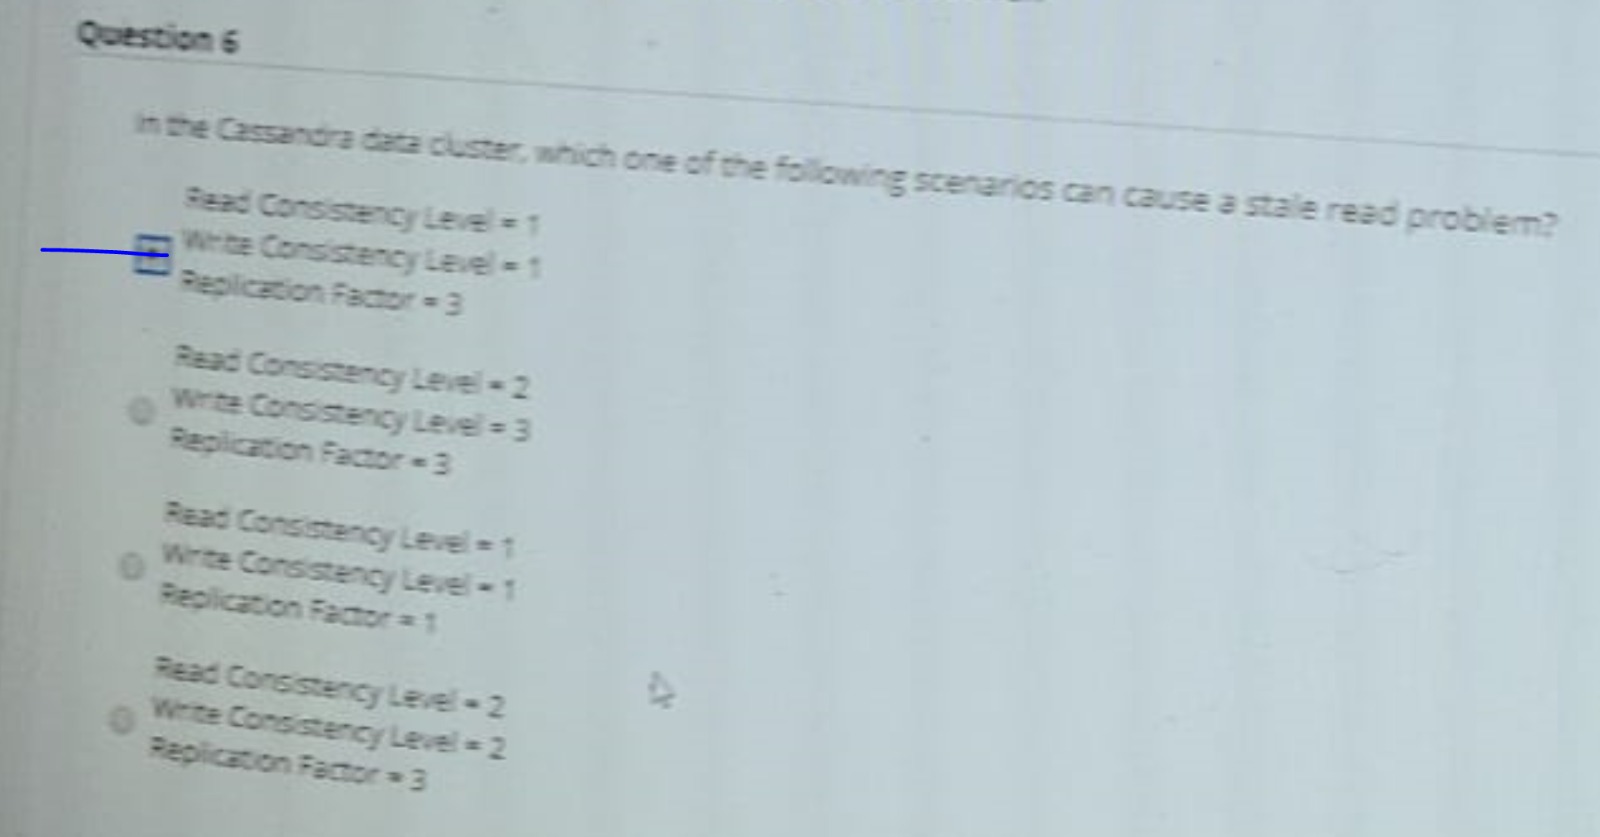 Question 6
In the Cassandra data cluster, which one of the following scenarios can cause a stale read problem?
Read Consistency Level = 1
Write Consistency Level = 1
Replication Factor = 3
Read Consistency Level = 2
Write Consistency Level = 3
Replication Factor = 3
Read Consistency Level = 1
Write Consistency Level = 1
Replication Factor = 1
Read Consistency Level = 2
Write Consistency Level = 2
Replication Factor = 3